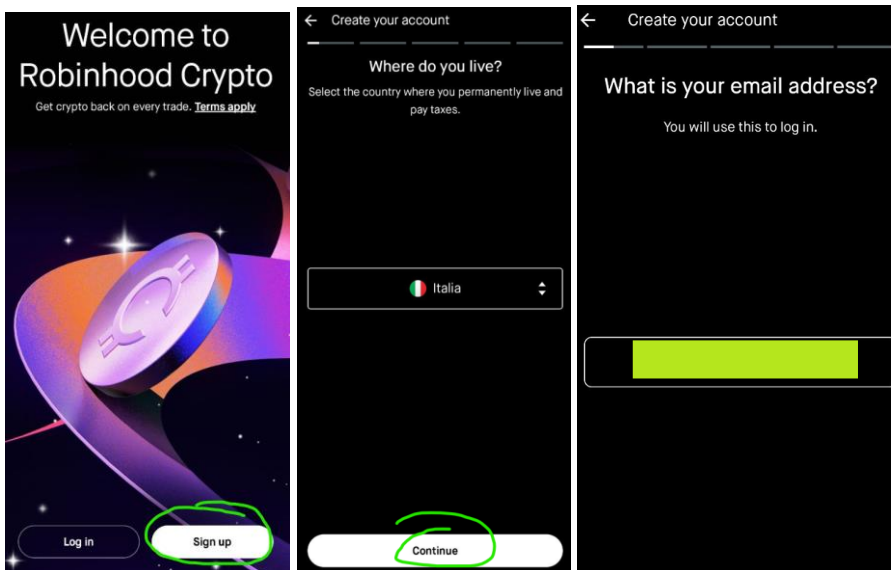 Welcome to
Robinhood Crypto
Get crypto back on every trade. Terms apply
Log in
Sign up
Create your account
Where do you live?
Select the country where you permanently live and
pay taxes.
Italia
Continue
Create your account
What is your email address?
You will use this to log in.